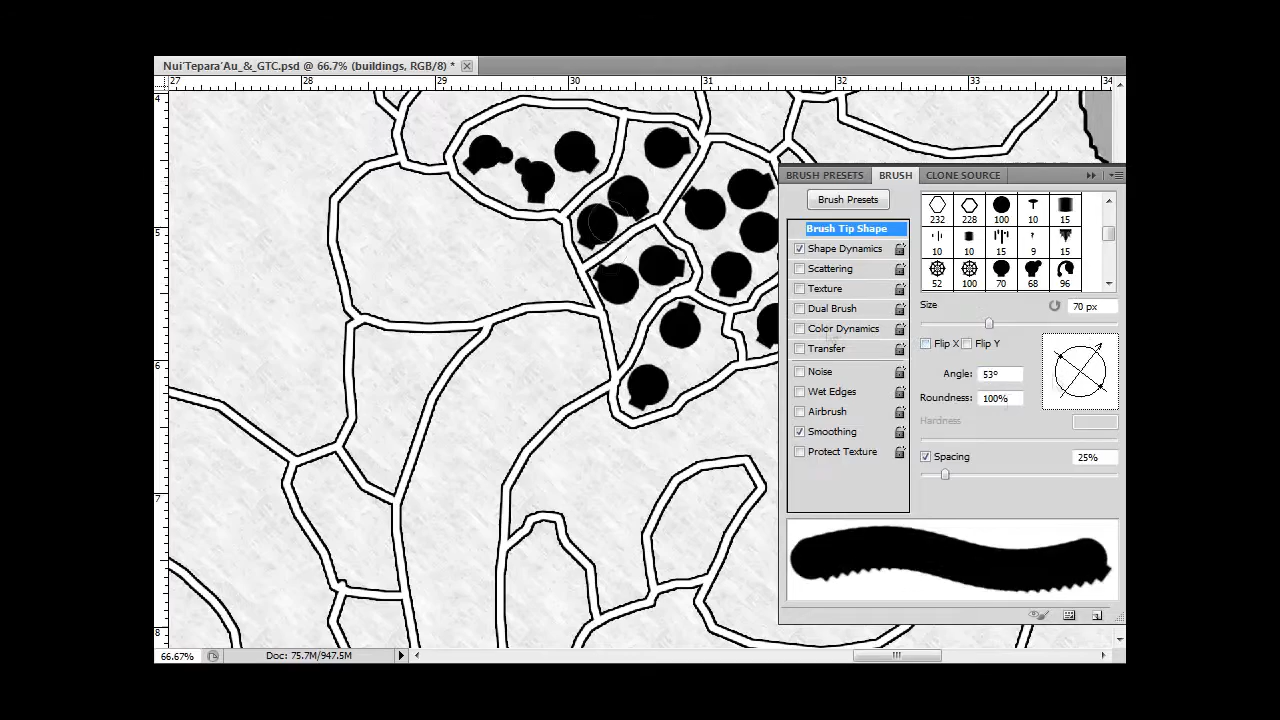 Nui'Tepara'Au_&_GTC.psd @ 66.7% (buildings, RGB/8) *
27 28 29 30 31 32 33 34
4
5
6
7
8
BRUSH PRESETS BRUSH CLONE SOURCE
Brush Presets
Brush Tip Shape
Shape Dynamics
Scattering
Texture
Dual Brush
Color Dynamics
Transfer
Noise
Wet Edges
Airbrush
Smoothing
Protect Texture
232 228 100 10 15
10 10 15 9 15
52 100 70 68 96
Size 70 px
Flip X Flip Y
Angle: 53º
Roundness: 100%
Hardness
Spacing 25%
66.67% Doc: 75.7M/947.5M